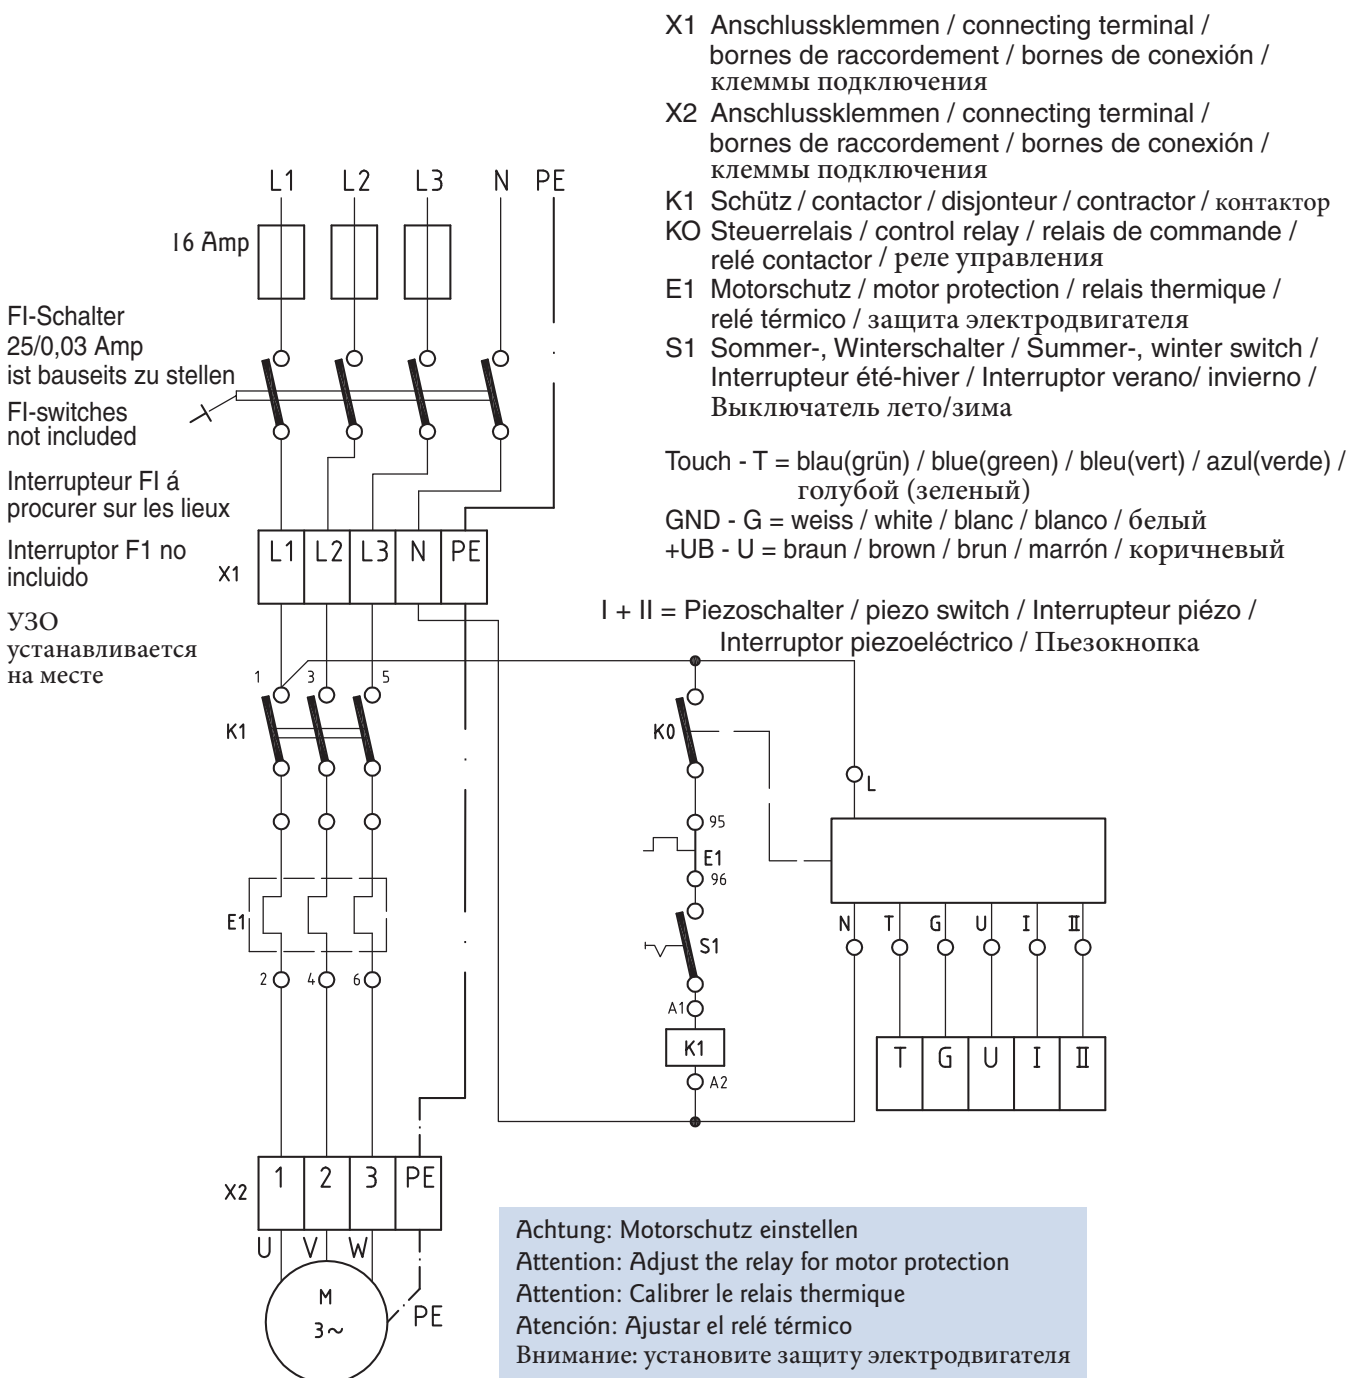 X1 Anschlussklemmen / connecting terminal /
bornes de raccordement / bornes de conexión /
клеммы подключения
X2 Anschlussklemmen / connecting terminal /
bornes de raccordement / bornes de conexión /
клеммы подключения
K1 Schütz / contactor / disjonteur / contractor / контактор
KO Steuerrelais / control relay / relais de commande /
relé contactor / реле управления
E1 Motorschutz / motor protection / relais thermique /
relé térmico / защита электродвигателя
S1 Sommer-, Winterschalter / Summer-, winter switch /
Interrupteur été-hiver / Interruptor verano/ invierno /
Выключатель лето/зима
Touch - T = blau(grün) / blue(green) / bleu(vert) / azul(verde) /
голубой (зеленый)
GND - G = weiss / white / blanc / blanco / белый
+UB - U = braun / brown / brun / marrón / коричневый
I + II = Piezoschalter / piezo switch / Interrupteur piézo /
Interruptor piezoeléctrico / Пьезокнопка
L1 L2 L3 N PE
16 Amp
FI-Schalter
25/0,03 Amp
ist bauseits zu stellen
FI-switches
not included
Interrupteur FI á
procurer sur les lieux
Interruptor F1 no
incluido
УЗО
устанавливается
на месте
X1 L1 L2 L3 N PE
1 3 5
K1
K0
L
95
E1
96
E1
N T G U I II
S1
2 4 6
A1
K1
A2
T G U I II
X2 1 2 3 PE
U V W
M
3~
PE
Achtung: Motorschutz einstellen
Attention: Adjust the relay for motor protection
Attention: Calibrer le relais thermique
Atención: Ajustar el relé térmico
Внимание: установите защиту электродвигателя